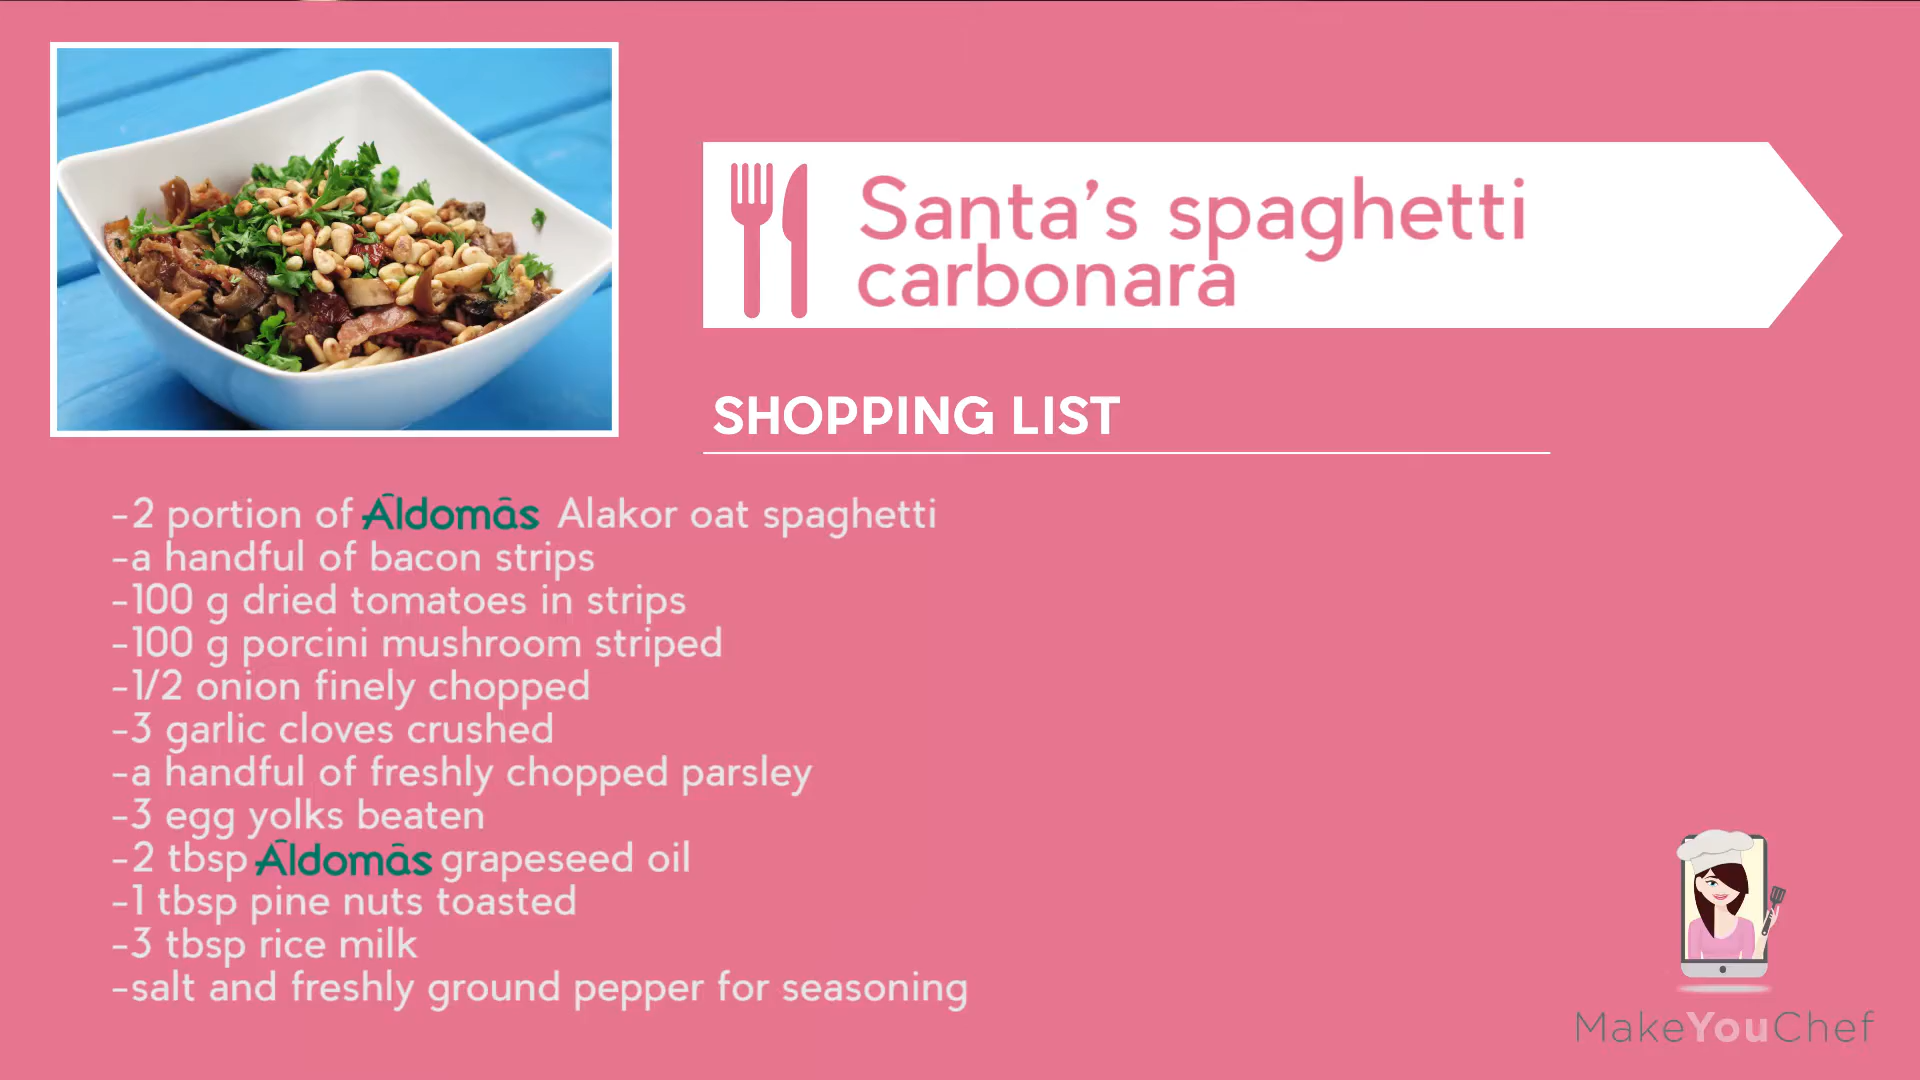 Santa's spaghetti
carbonara
SHOPPING LIST
-2 portion of Áldomás Alakor oat spaghetti
-a handful of bacon strips
-100 g dried tomatoes in strips
-100 g porcini mushroom striped
-1/2 onion finely chopped
-3 garlic cloves crushed
-a handful of freshly chopped parsley
-3 egg yolks beaten
-2 tbsp Áldomás grapeseed oil
-1 tbsp pine nuts toasted
-3 tbsp rice milk
-salt and freshly ground pepper for seasoning
MakeYouChef